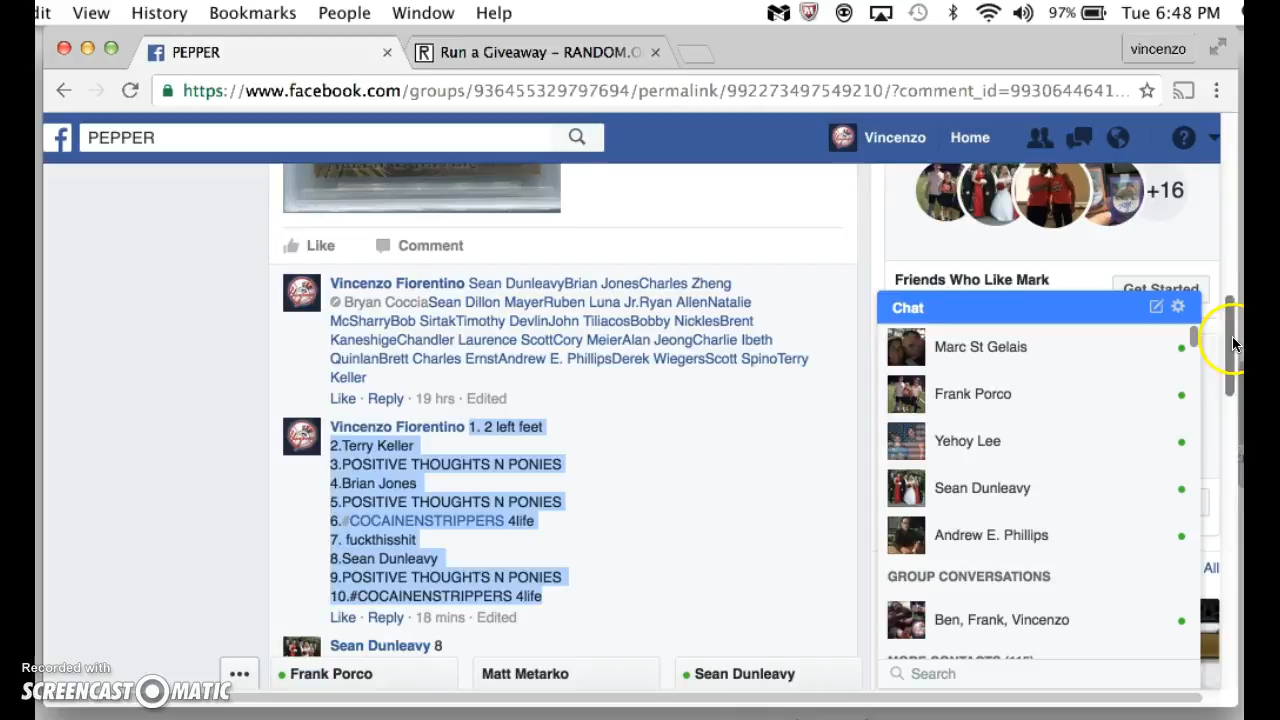 dit View History Bookmarks People Window Help 97% Tue 6:48 PM
PEPPER Run a Giveaway – RANDOM.O vincenzo
https://www.facebook.com/groups/936455329797694/permalink/992273497549210/?comment_id=9930644641...
PEPPER Vincenzo Home
+16
Like Comment
Friends Who Like Mark
Get Started
Vincenzo Fiorentino Sean DunleavyBrian JonesCharles Zheng
Bryan CocciaSean Dillon MayerRuben Luna Jr.Ryan AllenNatalie
McSharryBob SirtakTimothy DevlinJohn TiliacosBobby NicklesBrent
KaneshigeChandler Laurence ScottCory MeierAlan JeongCharlie Ibeth
QuinlanBrett Charles ErnstAndrew E. PhillipsDerek WiegersScott SpinoTerry
Keller
Like · Reply · 19 hrs · Edited
Vincenzo Fiorentino 1. 2 left feet
2.Terry Keller
3.POSITIVE THOUGHTS N PONIES
4.Brian Jones
5.POSITIVE THOUGHTS N PONIES
6.#COCAINENSTRIPPERS 4life
7. fuckthisshit
8.Sean Dunleavy
9.POSITIVE THOUGHTS N PONIES
10.#COCAINENSTRIPPERS 4life
Like · Reply · 18 mins · Edited
Sean Dunleavy 8
Chat
Marc St Gelais
Frank Porco
Yehoy Lee
Sean Dunleavy
Andrew E. Phillips
GROUP CONVERSATIONS
Ben, Frank, Vincenzo
MORE CONTACTS (115)
Search
All
Frank Porco Matt Metarko Sean Dunleavy
Recorded with
SCREENCAST MATIC